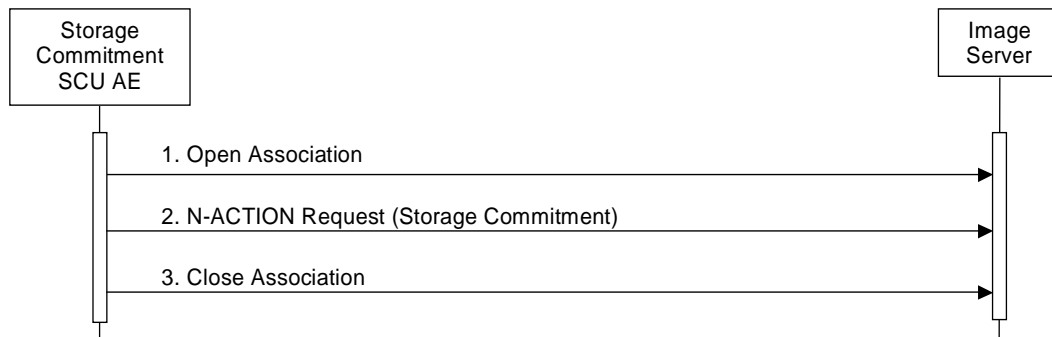 Storage
Commitment
SCU AE
Image
Server
1. Open Association
2. N-ACTION Request (Storage Commitment)
3. Close Association